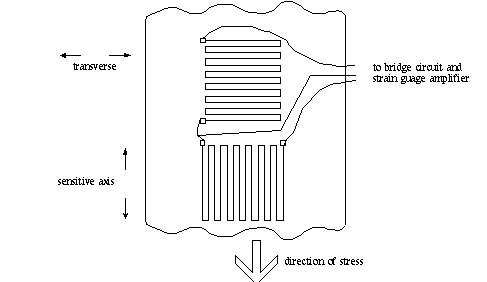 transverse
to bridge circuit and
strain guage amplifier
sensitive axis
direction of stress